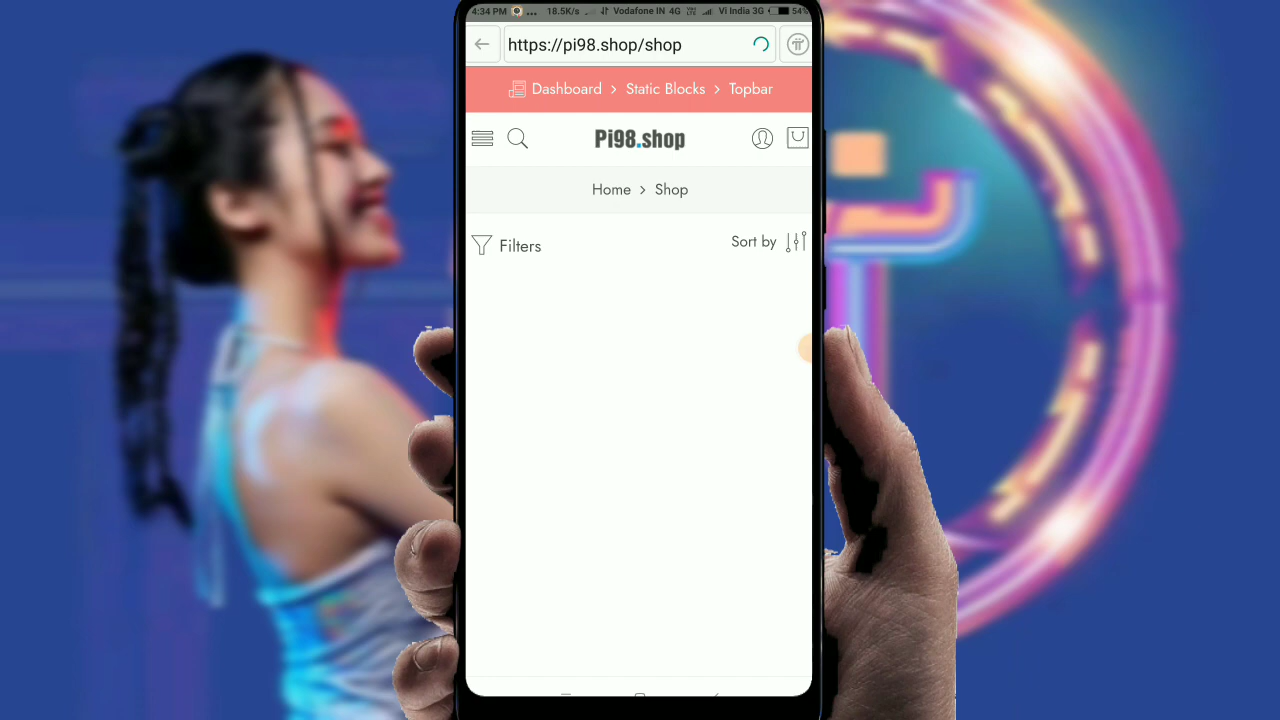 4:34 PM ... 18.5K/s Vodafone IN 4G Vi India 3G 54%
https://pi98.shop/shop
Dashboard > Static Blocks > Topbar
Pi98.shop
Home > Shop
Filters
Sort by